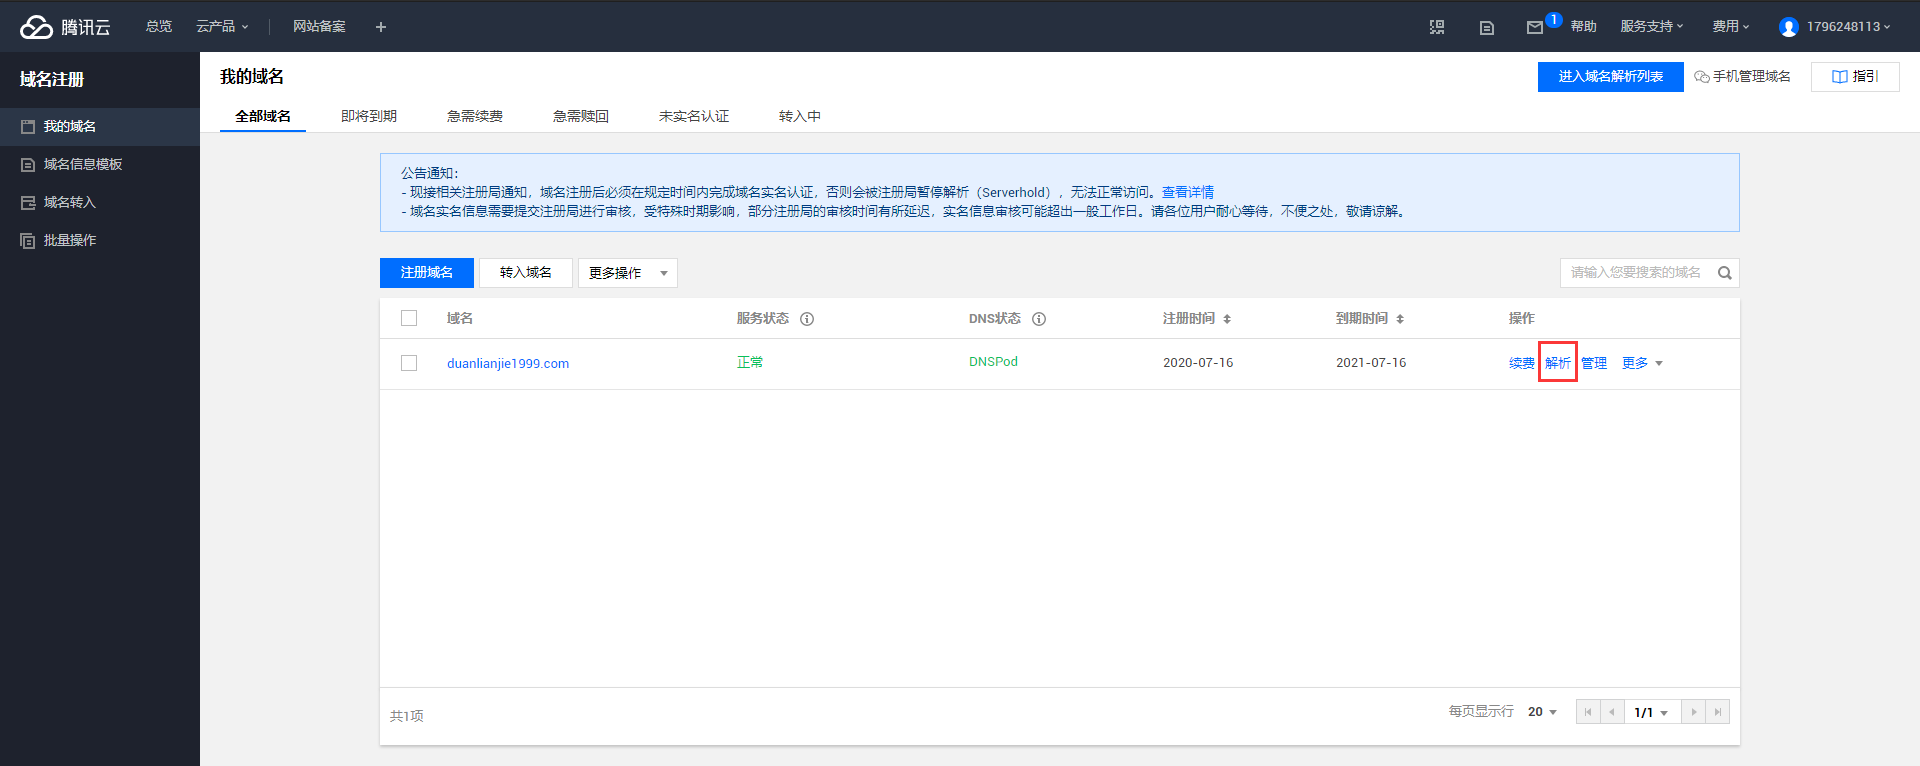 腾讯云 总览 云产品 网站备案 + 1 帮助 服务支持 费用 1796248113
域名注册
我的域名
域名信息模板
域名转入
批量操作
我的域名 进入域名解析列表 手机管理域名 指引
全部域名 即将到期 急需续费 急需赎回 未实名认证 转入中
公告通知：
- 现接相关注册局通知，域名注册后必须在规定时间内完成域名实名认证，否则会被注册局暂停解析（Serverhold），无法正常访问。查看详情
- 域名实名信息需要提交注册局进行审核，受特殊时期影响，部分注册局的审核时间有所延迟，实名信息审核可能超出一般工作日。请各位用户耐心等待，不便之处，敬请谅解。
注册域名 转入域名 更多操作 请输入您要搜索的域名
域名 服务状态 DNS状态 注册时间 到期时间 操作
duanlianjie1999.com 正常 DNSPod 2020-07-16 2021-07-16 续费 解析 管理 更多
共1项 每页显示行 20 1/1